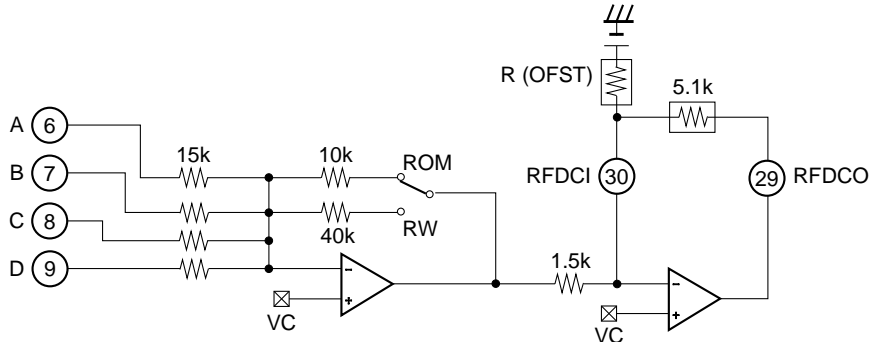 R (OFST)
5.1k
A 6
15k
10k
ROM
B 7
RFDCI 30
29 RFDCO
C 8
40k
RW
D 9
-
+
VC
1.5k
-
+
VC